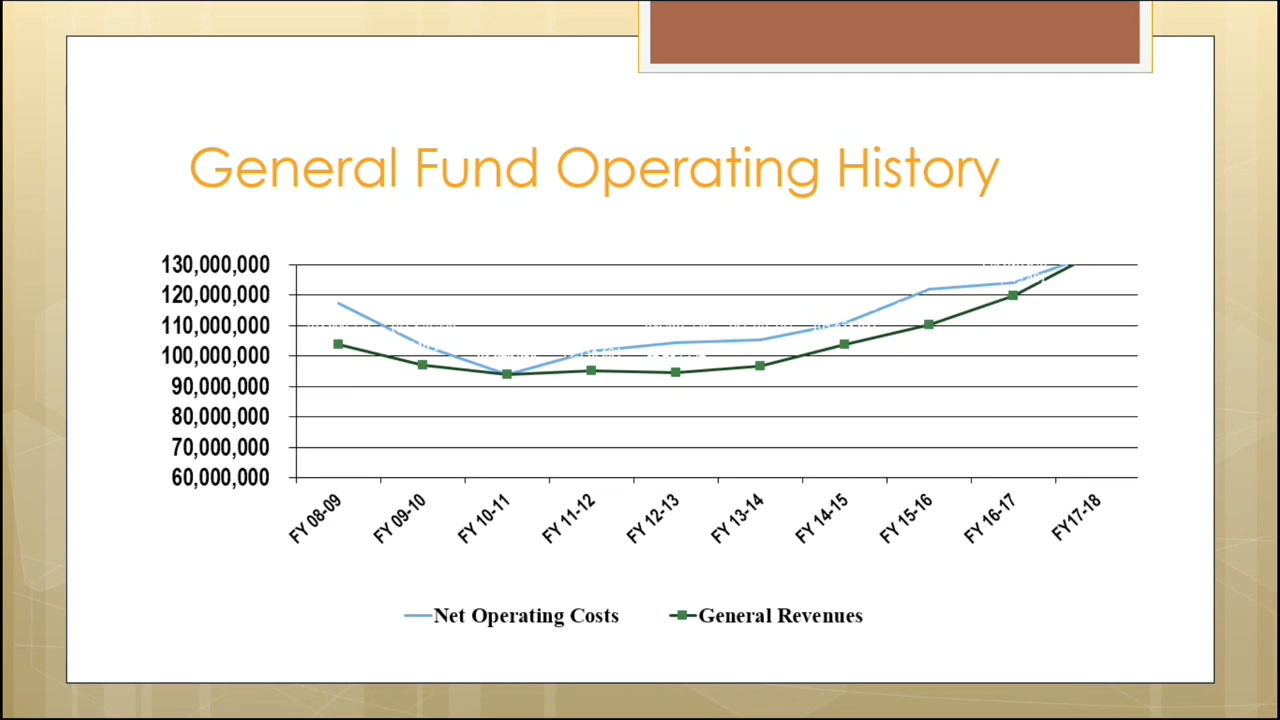 General Fund Operating History
130,000,000
120,000,000
110,000,000
100,000,000
90,000,000
80,000,000
70,000,000
60,000,000
FY 08-09
FY 09-10
FY 10-11
FY 11-12
FY 12-13
FY 13-14
FY 14-15
FY 15-16
FY 16-17
FY17-18
Net Operating Costs
General Revenues